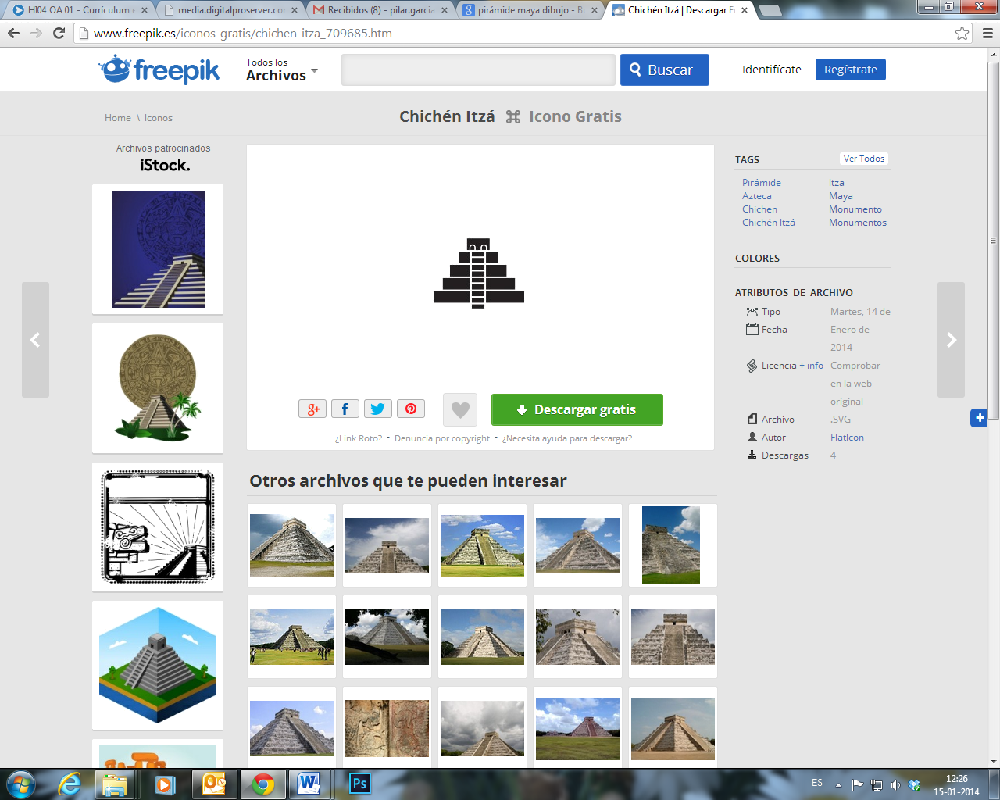 HI04 OA 01 - Currículum e
media.digitalproserver.co
Recibidos (8) - pilar.garcia
pirámide maya dibujo - B
Chichén Itzá | Descargar F
www.freepik.es/iconos-gratis/chichen-itza_709685.htm
freepik
Todos los
Archivos
Buscar
Identifícate
Regístrate
Home \ Iconos
Chichén Itzá Icono Gratis
Archivos patrocinados
iStock.
TAGS
Ver Todos
Pirámide Itza
Azteca Maya
Chichen Monumento
Chichén Itzá Monumentos
COLORES
ATRIBUTOS DE ARCHIVO
Tipo Martes, 14 de
Fecha Enero de
2014
Licencia + info Comprobar
en la web
original
Archivo .SVG
Autor FlatIcon
Descargas 4
g+
f
Descargar gratis
¿Link Roto? - Denuncia por copyright - ¿Necesita ayuda para descargar?
Otros archivos que te pueden interesar
Ps
ES
12:26
15-01-2014